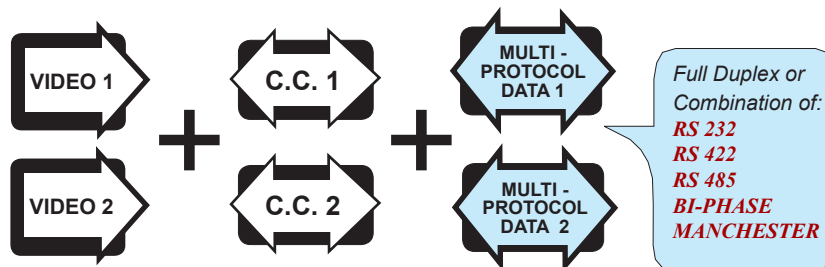 VIDEO 1
VIDEO 2
C.C. 1
C.C. 2
MULTI -
PROTOCOL
DATA 1
MULTI -
PROTOCOL
DATA 2
Full Duplex or
Combination of:
RS 232
RS 422
RS 485
BI-PHASE
MANCHESTER